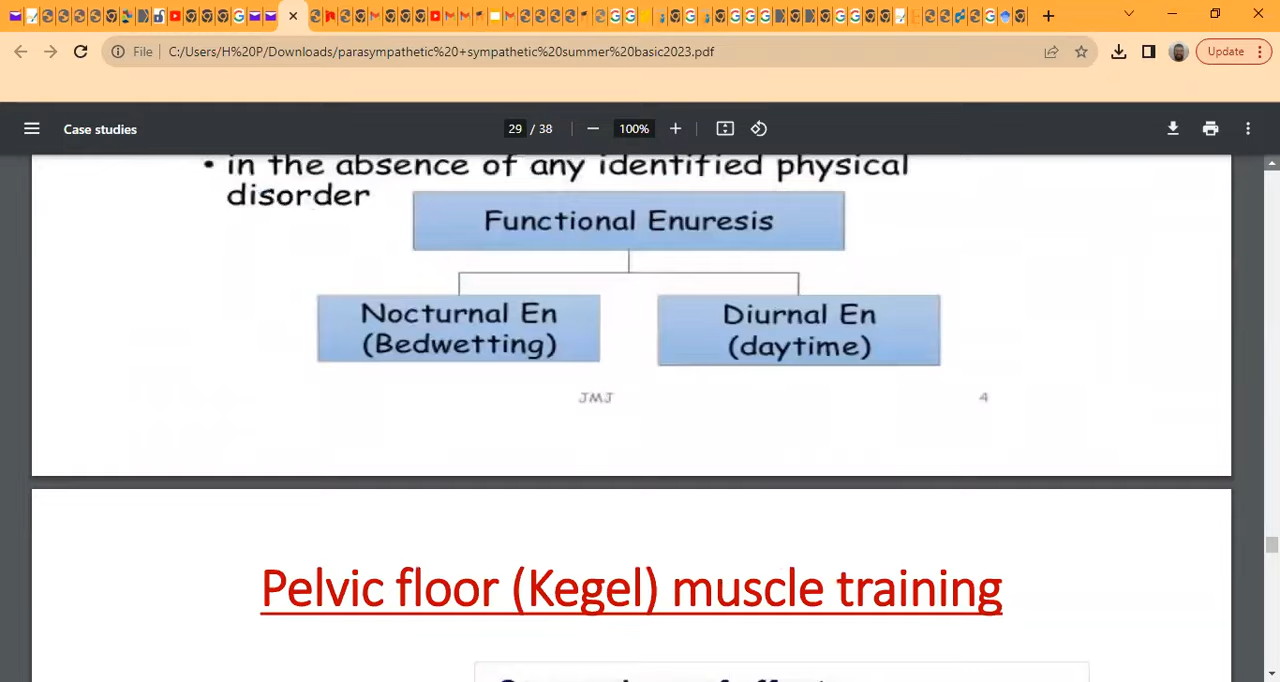 File
C:/Users/H%20P/Downloads/parasympathetic%20+sympathetic%20summer%20basic2023.pdf
Update
Case studies
29 / 38
100%
• in the absence of any identified physical
disorder
Functional Enuresis
Nocturnal En
(Bedwetting)
Diurnal En
(daytime)
JMJ
4
Pelvic floor (Kegel) muscle training